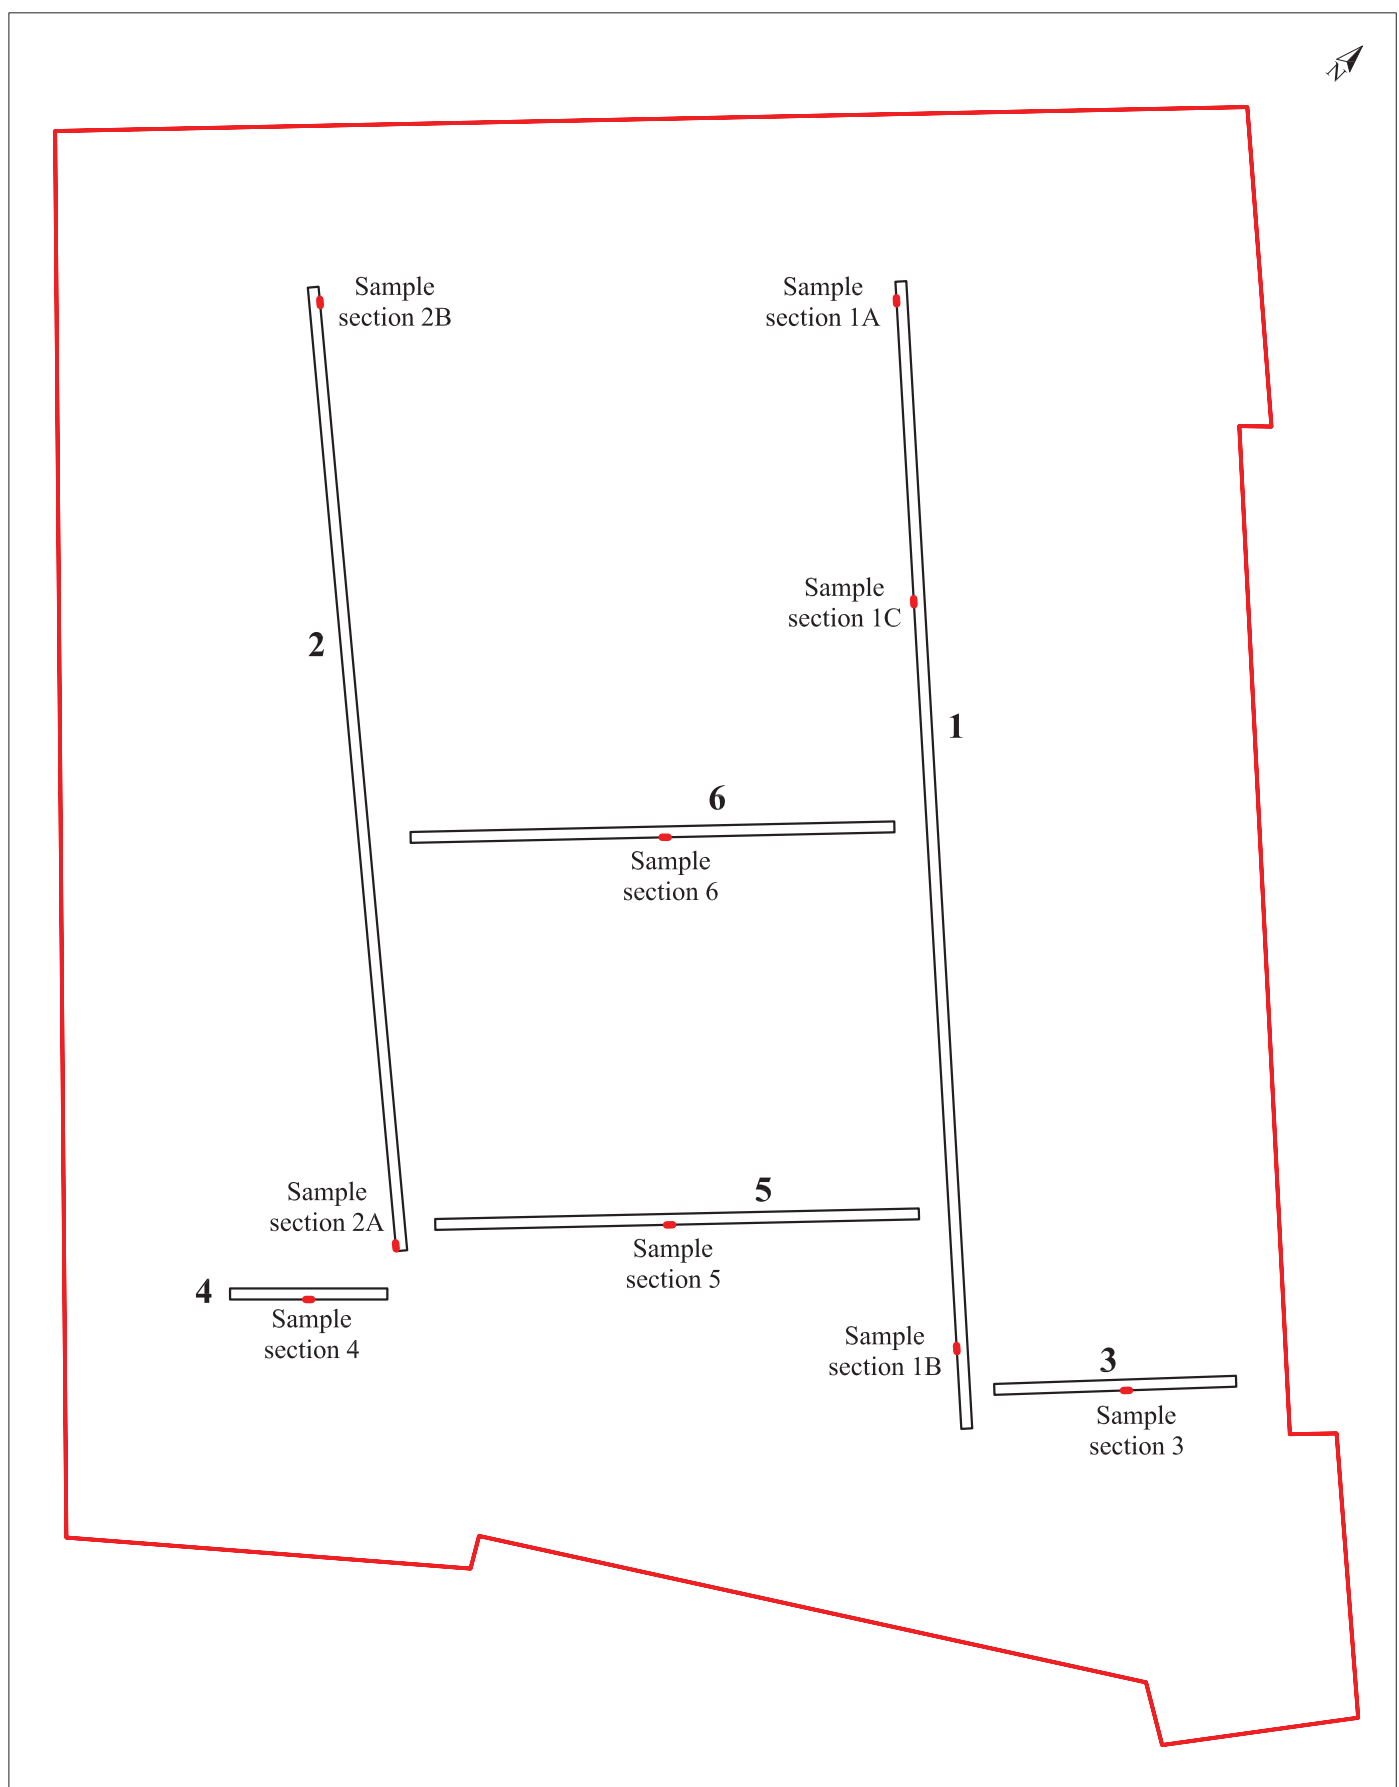 N
Sample
section 2B
Sample
section 1A
Sample
section 1C
2
1
6
Sample
section 6
Sample
section 2A
5
Sample
section 5
4
Sample
section 4
Sample
section 1B
3
Sample
section 3